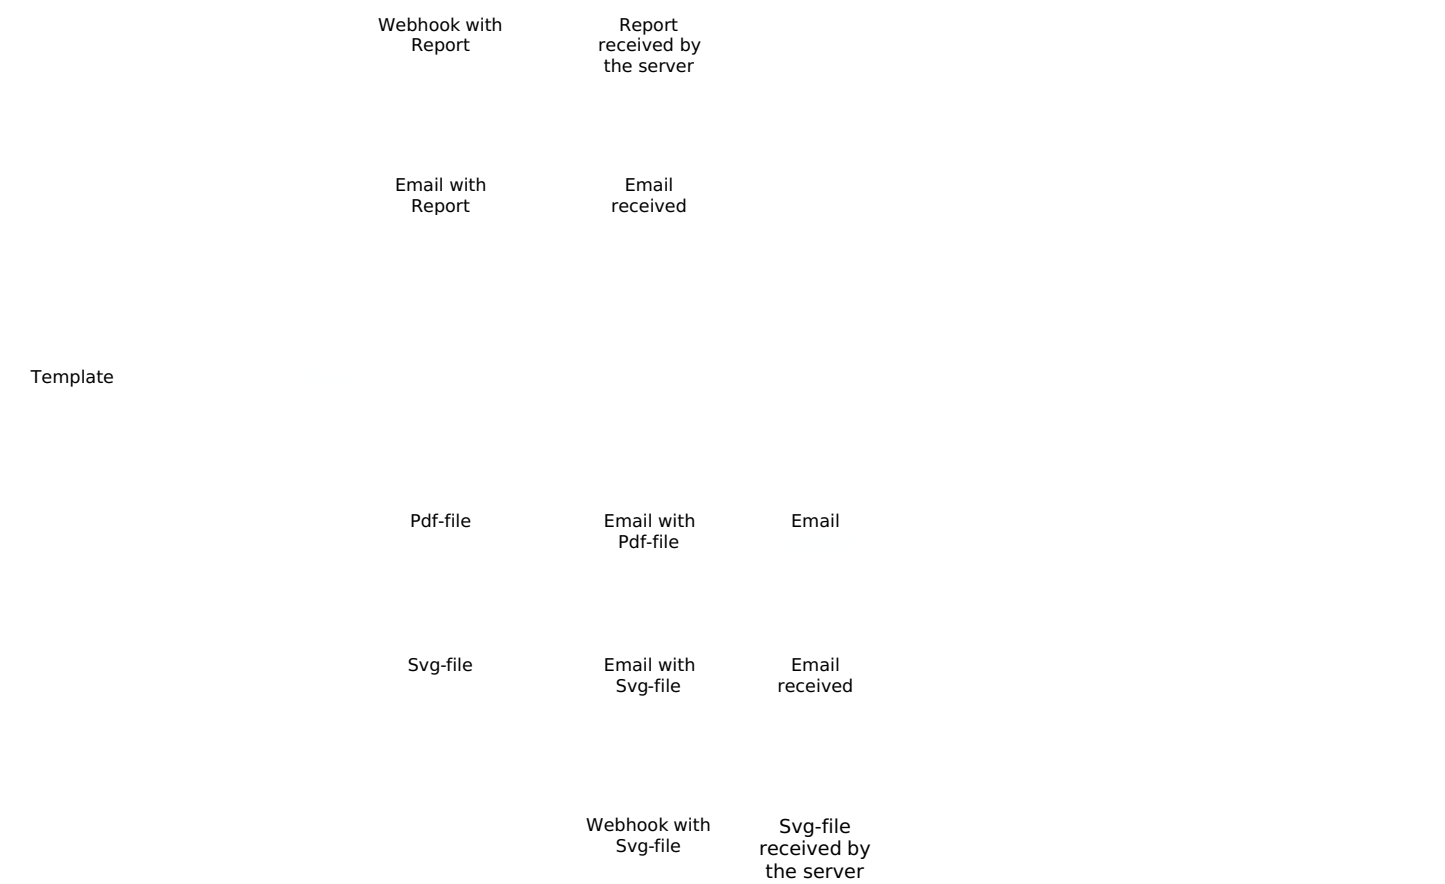 Webhook with
Report
Report
received by
the server
Email with
Report
Email
received
Template
Pdf-file
Email with
Pdf-file
Email
Svg-file
Email with
Svg-file
Email
received
Webhook with
Svg-file
Svg-file
received by
the server